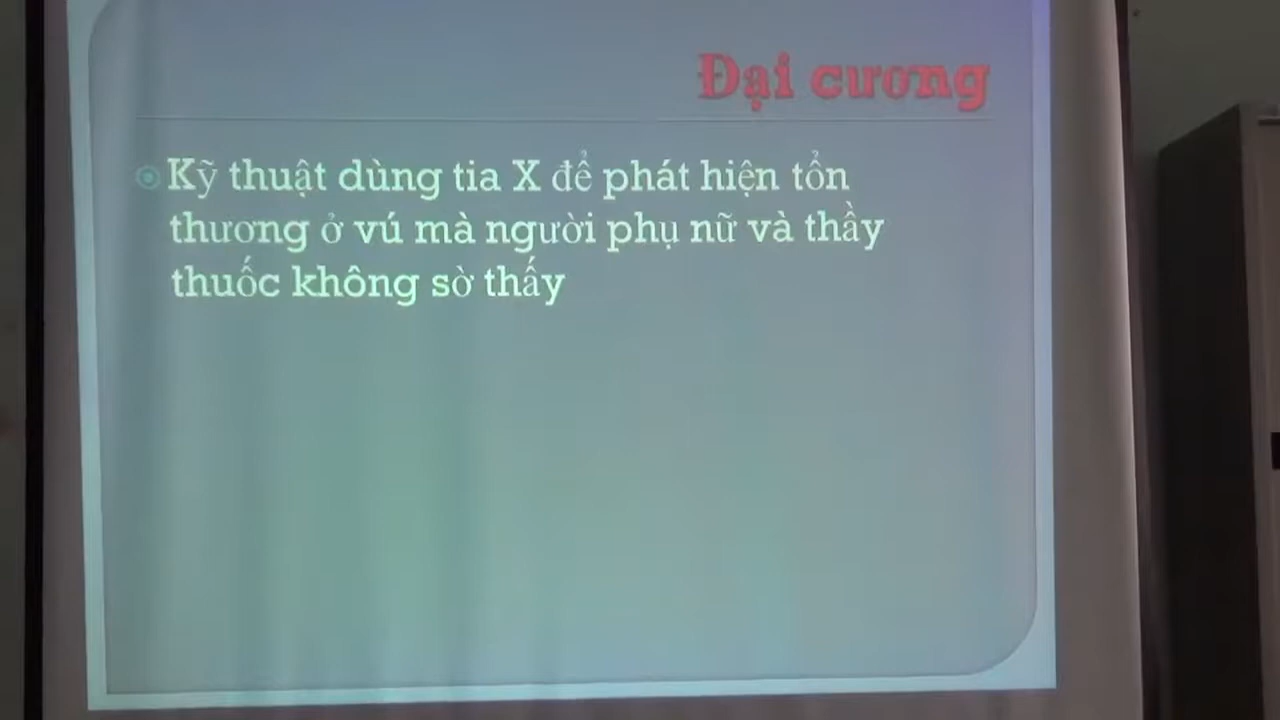 Đại cương
Kỹ thuật dùng tia X để phát hiện tổn
thương ở vú mà người phụ nữ và thầy
thuốc không sờ thấy